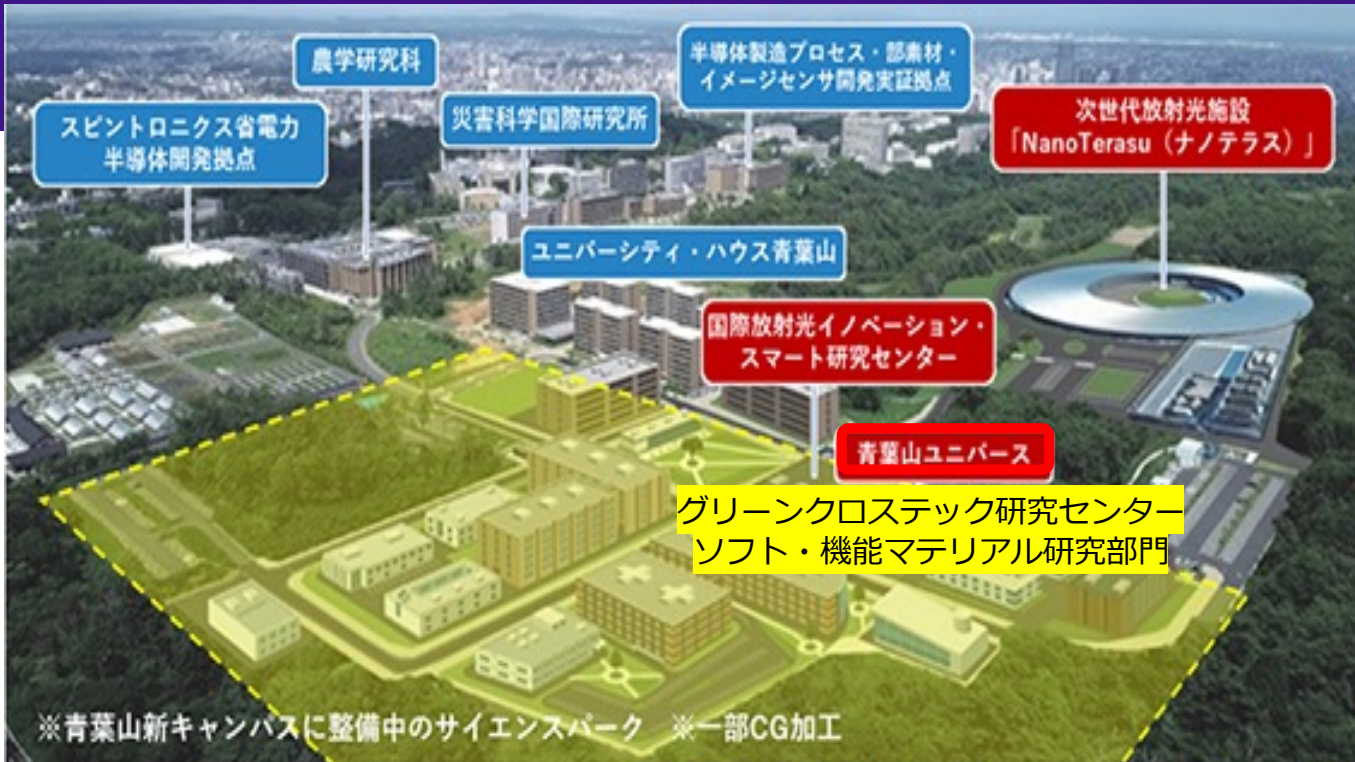 農学研究科
半導体製造プロセス・部素材・
イメージセンサ開発実証拠点
スピントロニクス省電力
半導体開発拠点
災害科学国際研究所
次世代放射光施設
「NanoTerasu（ナノテラス）」
ユニバーシティ・ハウス青葉山
国際放射光イノベーション・
スマート研究センター
青葉山ユニバース
グリーンクロステック研究センター
ソフト・機能マテリアル研究部門
※青葉山新キャンパスに整備中のサイエンスパーク　※一部CG加工